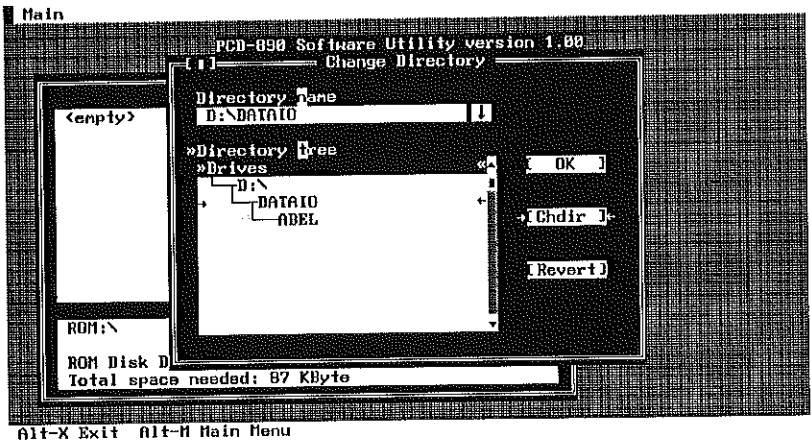 Main
PCD-890 Software Utility version 1.00
Change Directory
<empty>
Directory name
D:\DATAIO
»Directory tree
»Drives
D:\
DATAIO
ABEL
[ OK ]
[ Chdir ]
[ Revert ]
ROM:\
ROM Disk D
Total space needed: 87 KByte
Alt-X Exit Alt-M Main Menu